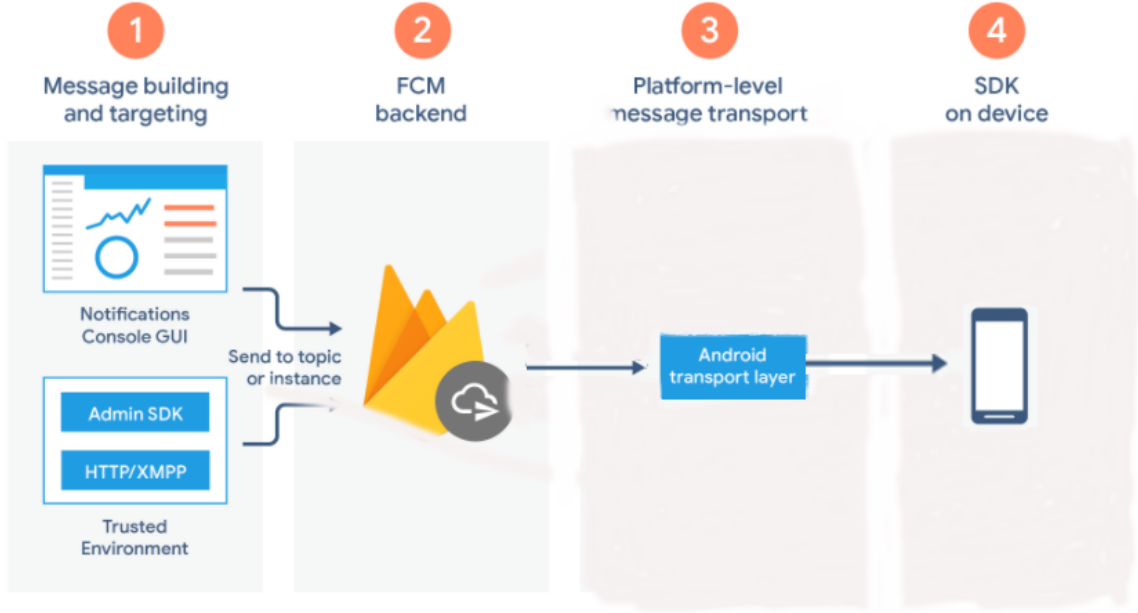 1
Message building
and targeting
2
FCM
backend
3
Platform-level
message transport
4
SDK
on device
Notifications
Console GUI
Send to topic
or instance
Admin SDK
HTTP/XMPP
Trusted
Environment
Android
transport layer